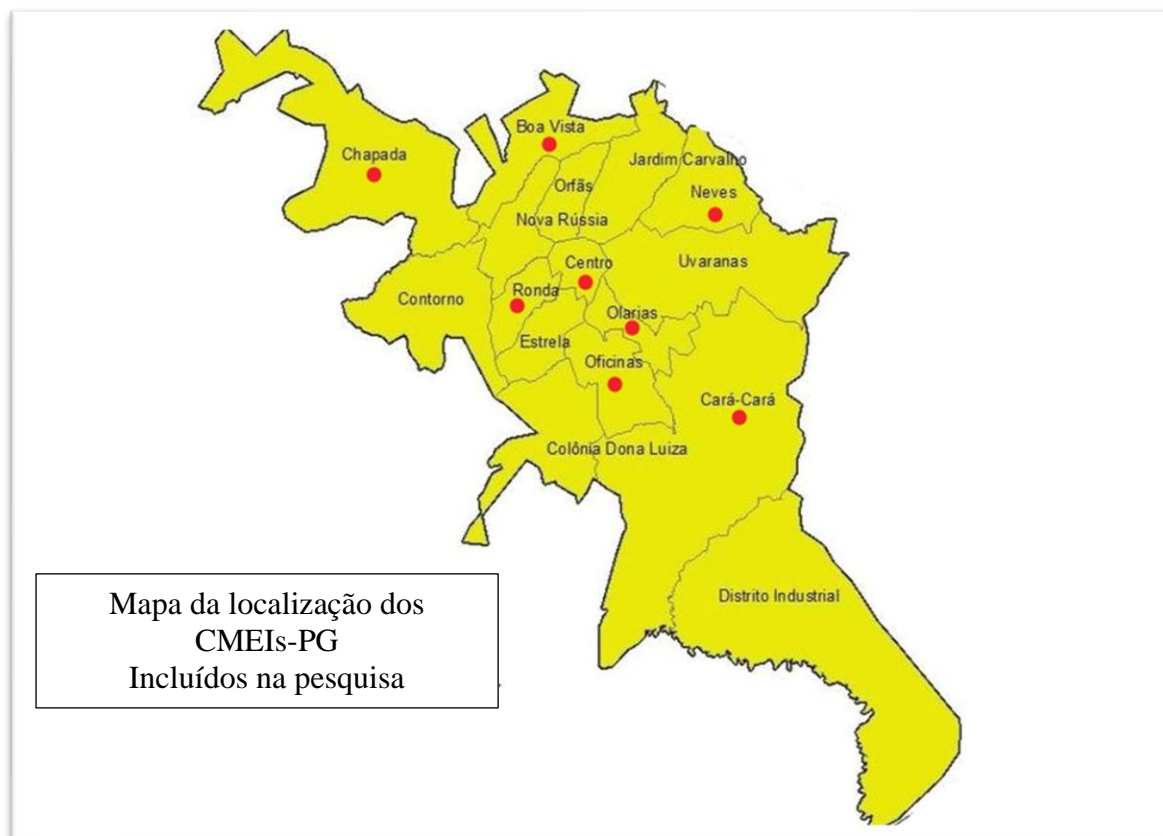 Boa Vista
Chapada
Jardim Carvalho
Orfãs
Neves
Nova Rússia
Centro
Uvaranas
Ronda
Contorno
Olarias
Estrela
Oficinas
Cará-Cará
Colônia Dona Luiza
Distrito Industrial
Mapa da localização dos
CMEIs-PG
Incluídos na pesquisa